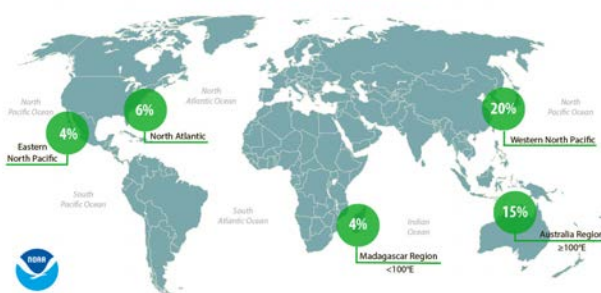 North
Pacific Ocean
4%
Eastern
North Pacific
6%
North Atlantic
North
Atlantic Ocean
20%
Western North Pacific
North
Pacific Ocean
South
Pacific Ocean
South
Atlantic Ocean
4%
Madagascar Region
<100°E
Indian
Ocean
15%
Australia Region
≥100°E
NOAA